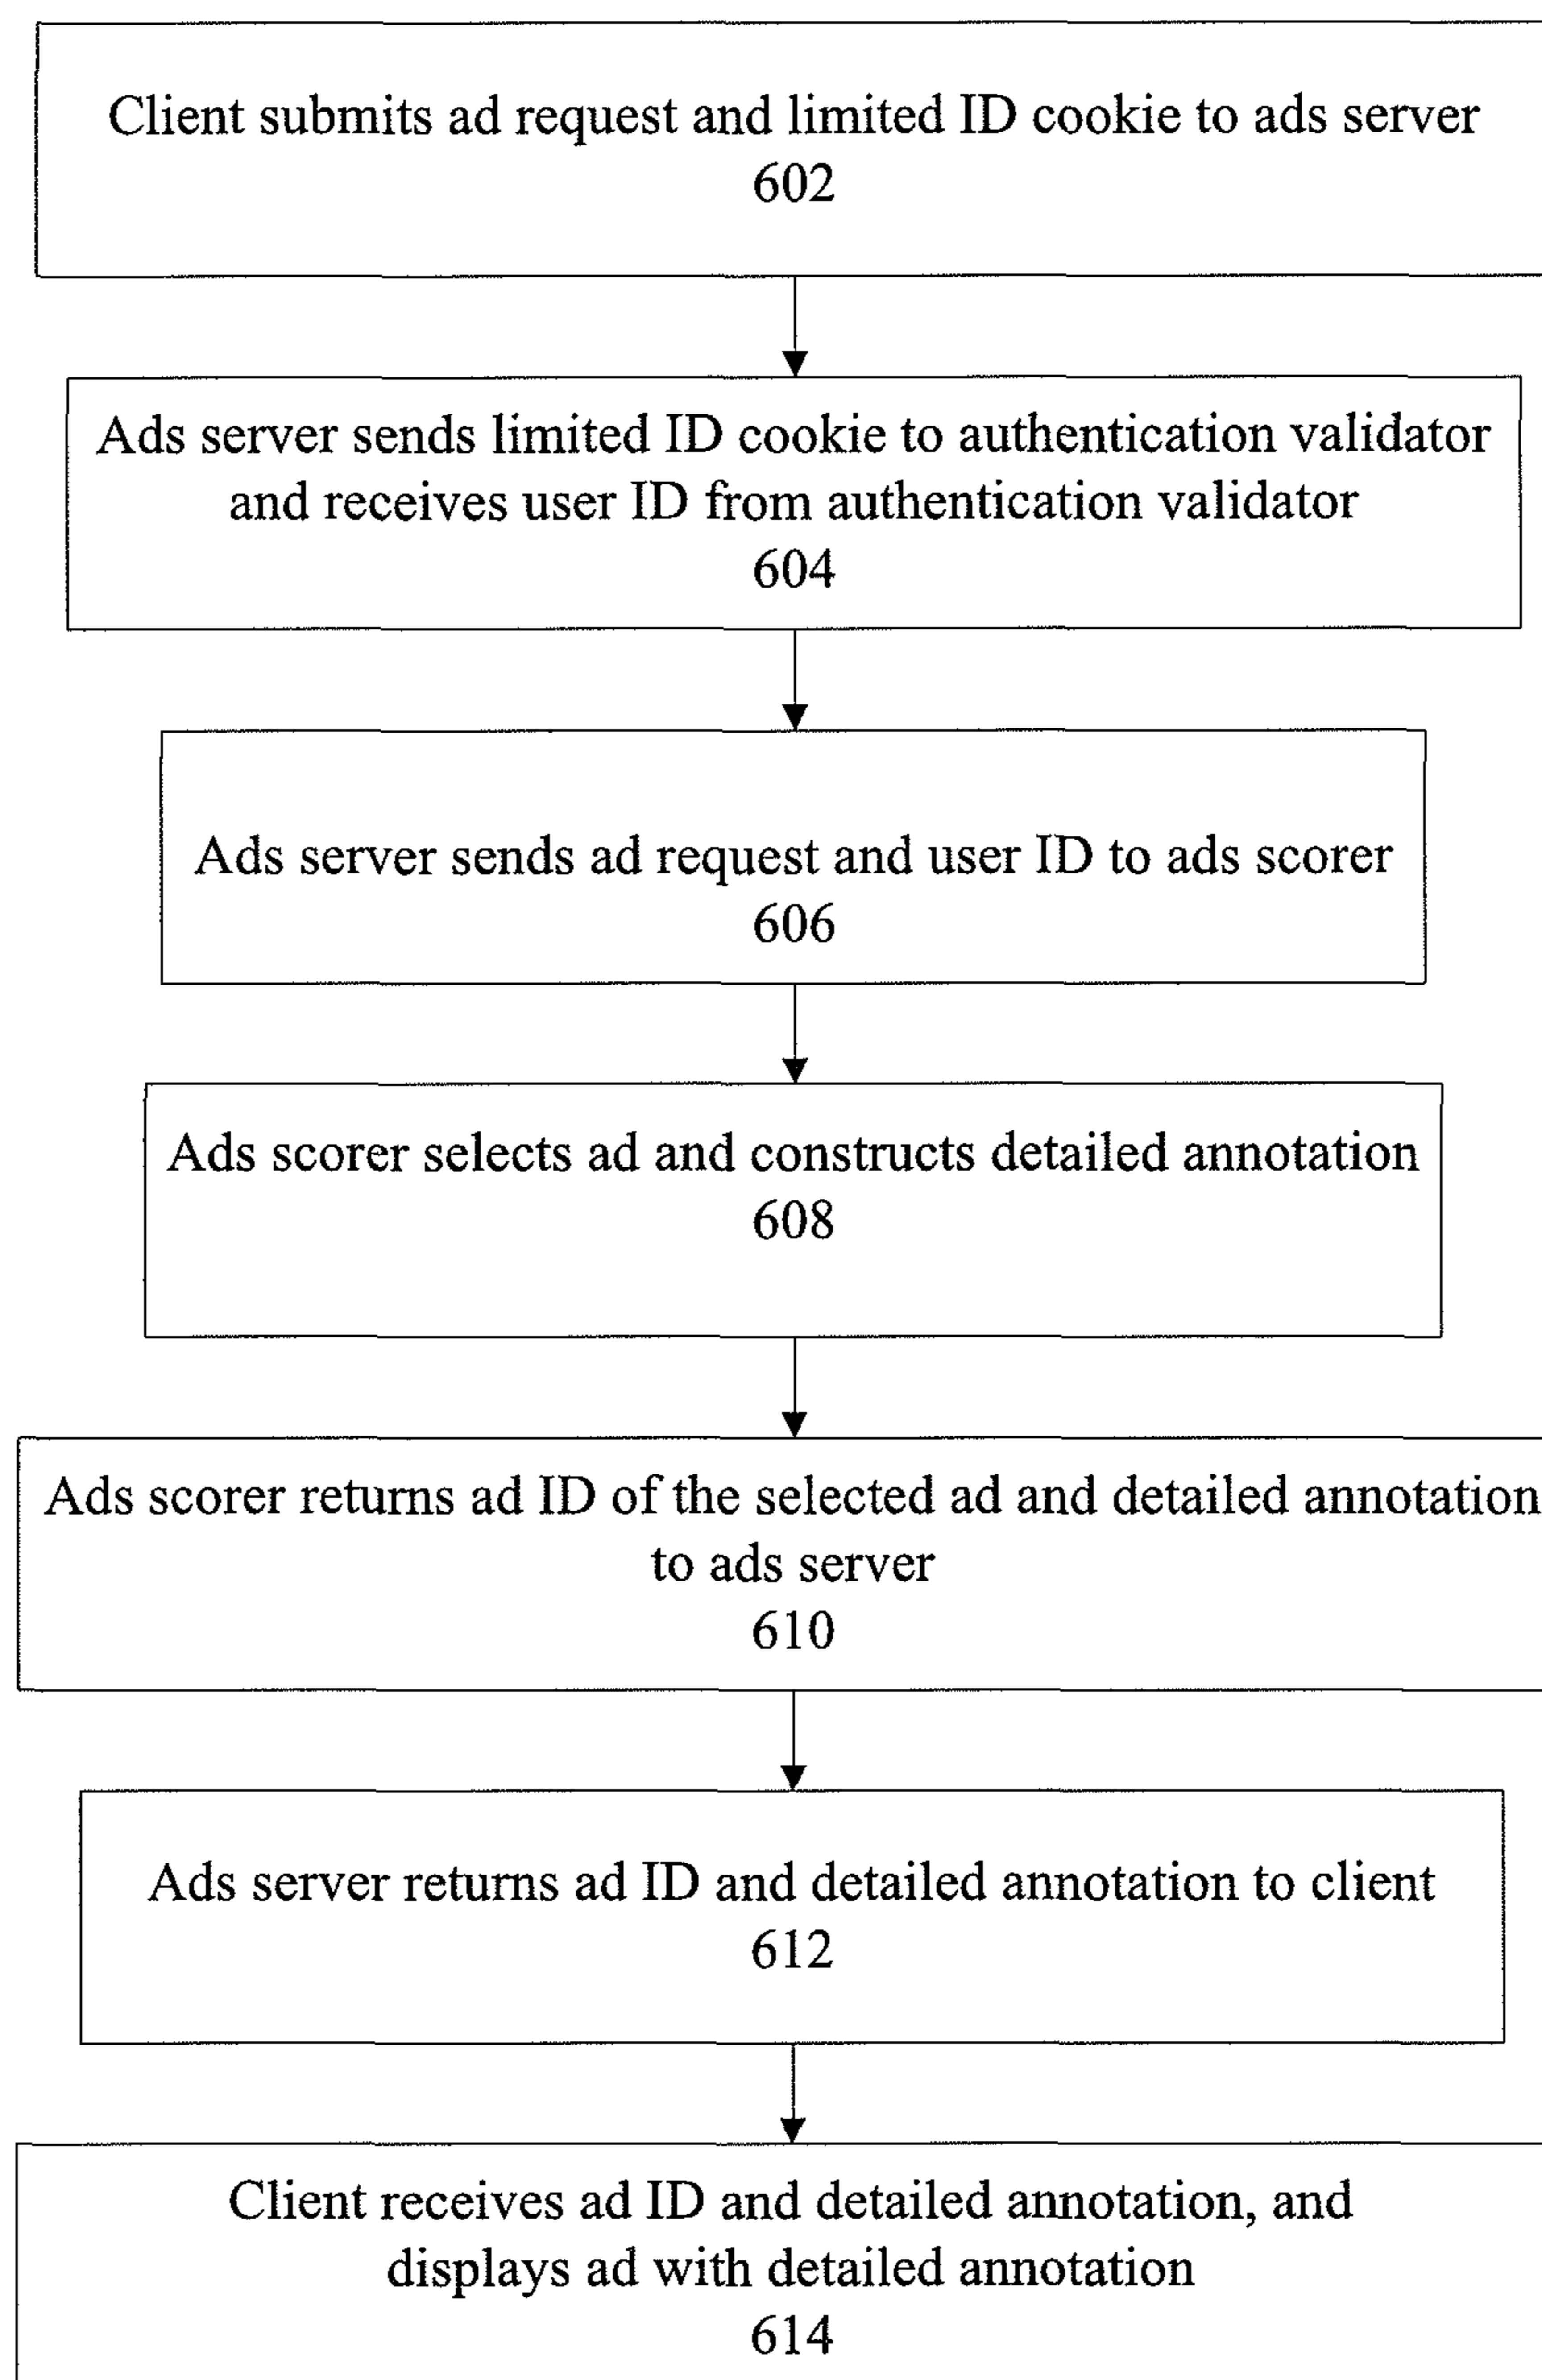 Client submits ad request and limited ID cookie to ads server
602
Ads server sends limited ID cookie to authentication validator
and receives user ID from authentication validator
604
Ads server sends ad request and user ID to ads scorer
606
Ads scorer selects ad and constructs detailed annotation
608
Ads scorer returns ad ID of the selected ad and detailed annotation
to ads server
610
Ads server returns ad ID and detailed annotation to client
612
Client receives ad ID and detailed annotation, and
displays ad with detailed annotation
614